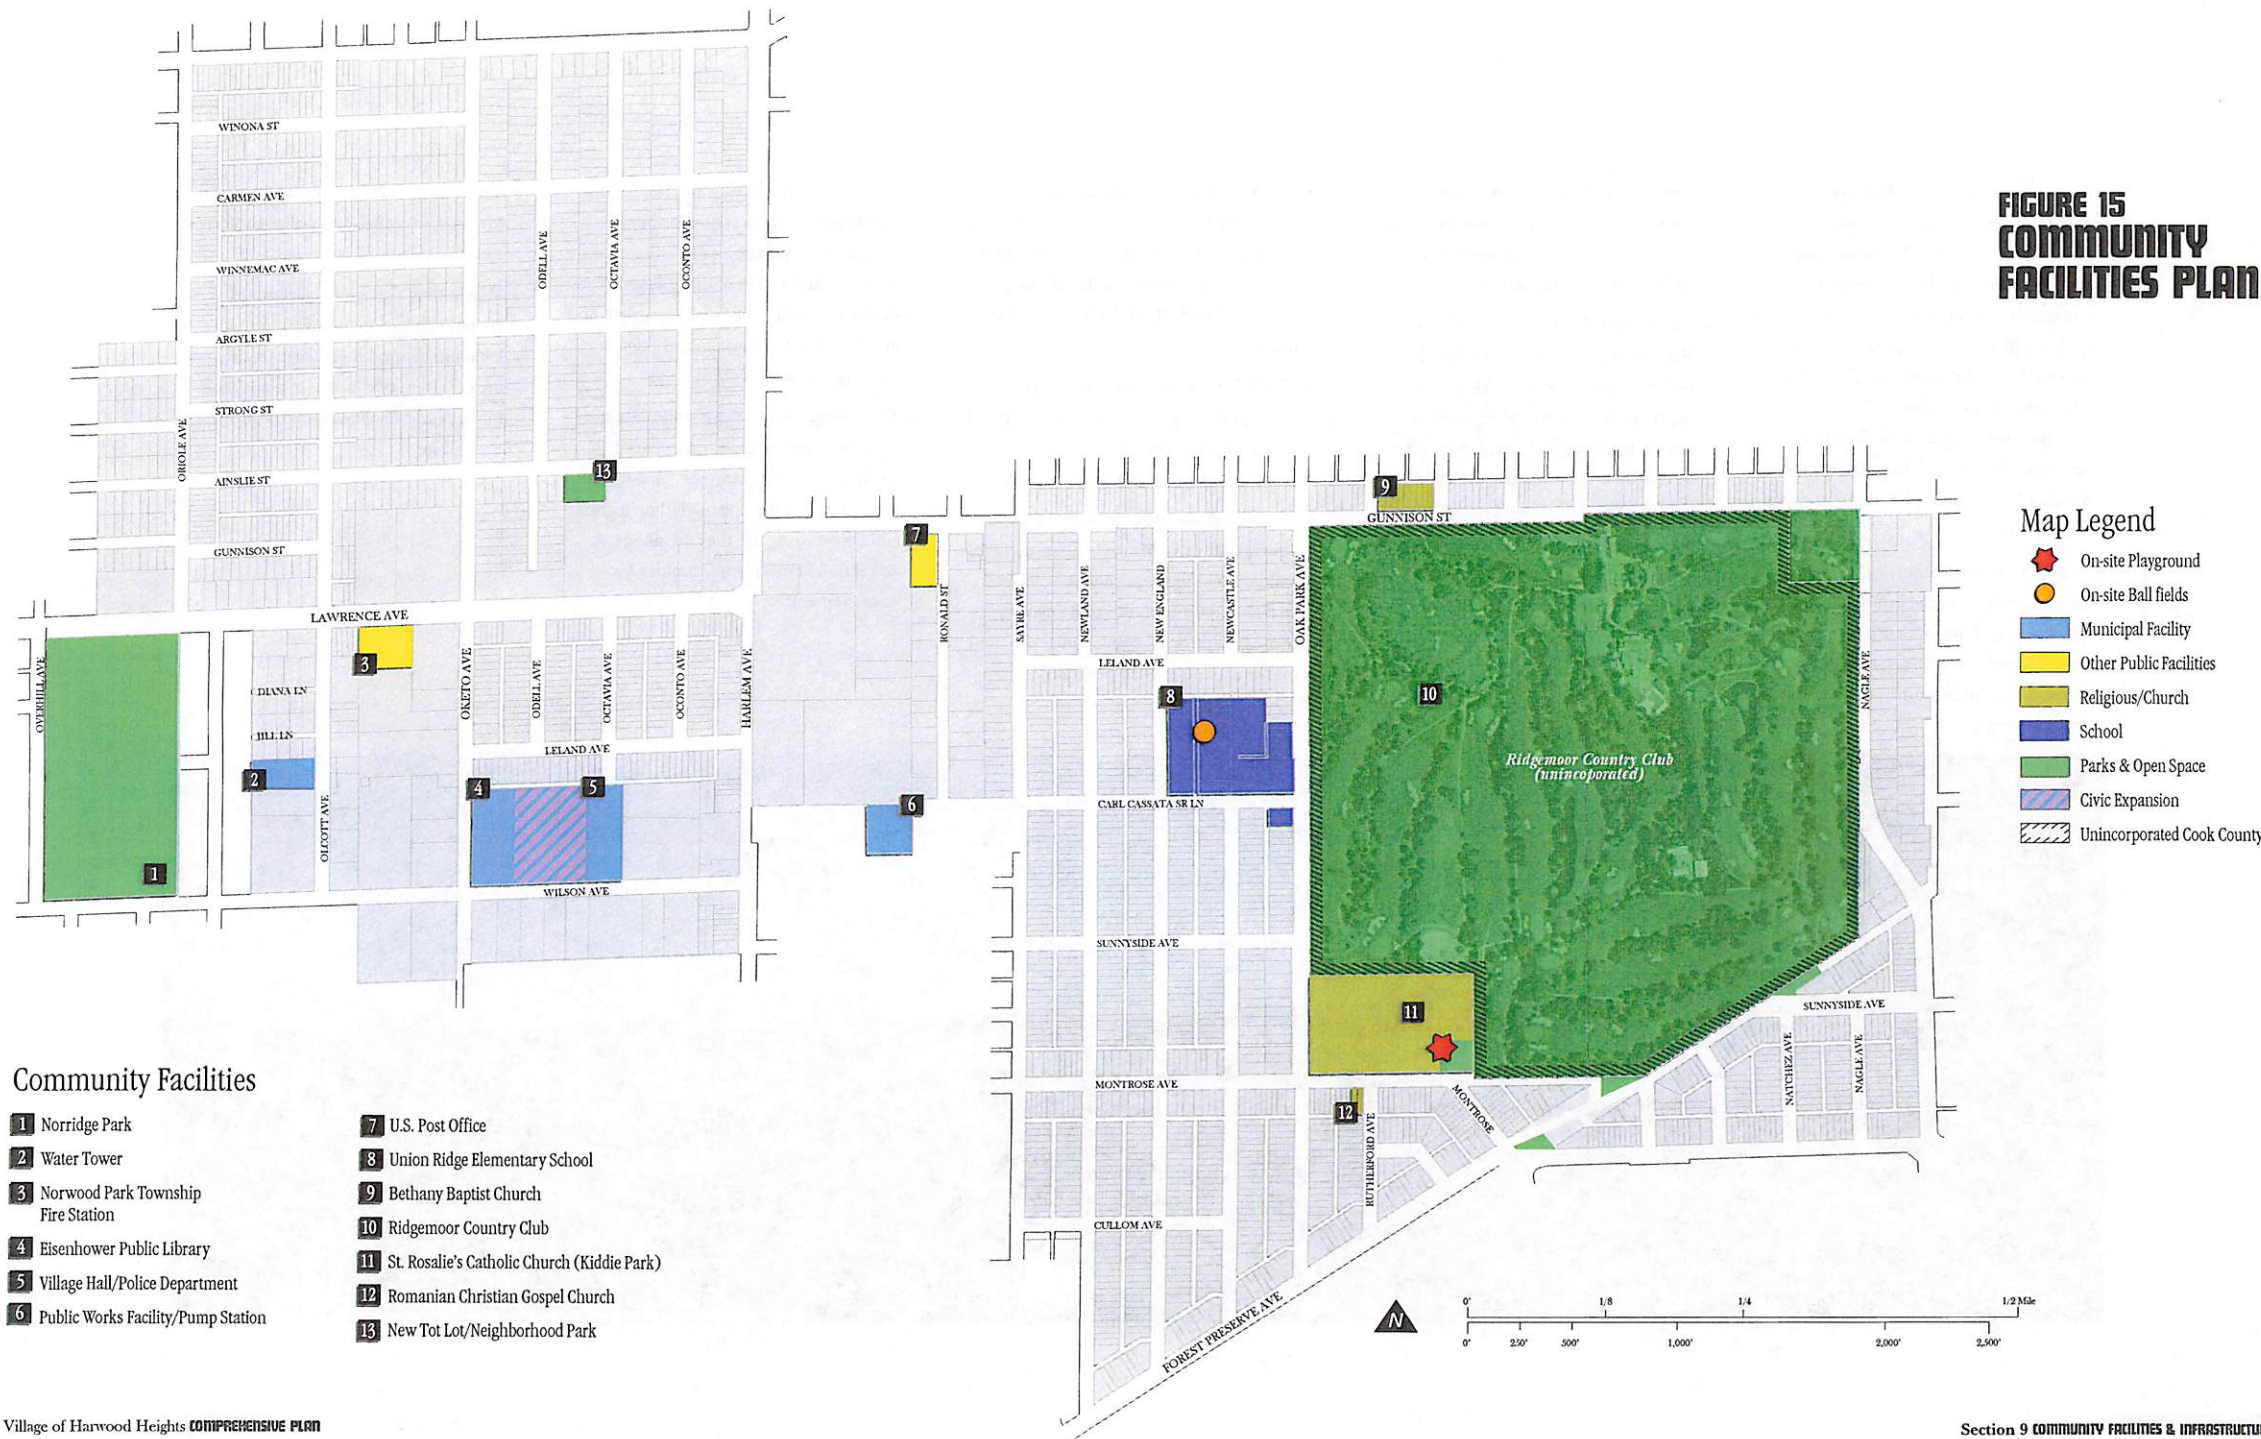 FIGURE 15
COMMUNITY
FACILITIES PLAN
WINONA ST
CARMEN AVE
WINNEMAC AVE
ARGYLE ST
STRONG ST
AINSLIE ST
GUNNISON ST
ORIOLE AVE
ODELL AVE
OCTAVIA AVE
OCONTO AVE
13
LAWRENCE AVE
OVERHILL AVE
3
DIANA LN
JILL LN
2
OLCOTT AVE
1
OKETO AVE
ODELL AVE
OCTAVIA AVE
OCONTO AVE
HARLEM AVE
LELAND AVE
4
5
WILSON AVE
7
RONALD ST
6
SAYRE AVE
NEWLAND AVE
NEW ENGLAND
NEWCASTLE AVE
OAK PARK AVE
9
GUNNISON ST
LELAND AVE
8
CARL CASSATA SR LN
10
Ridgemoor Country Club
(unincoporated)
NAGLE AVE
SUNNYSIDE AVE
11
MONTROSE AVE
12
RUTHERFORD AVE
MONTROSE
SUNNYSIDE AVE
NATCHEZ AVE
NAGLE AVE
CULLOM AVE
FOREST PRESERVE AVE
Map Legend
On-site Playground
On-site Ball fields
Municipal Facility
Other Public Facilities
Religious/Church
School
Parks & Open Space
Civic Expansion
Unincorporated Cook County
Community Facilities
1 Norridge Park
2 Water Tower
3 Norwood Park Township
Fire Station
4 Eisenhower Public Library
5 Village Hall/Police Department
6 Public Works Facility/Pump Station
7 U.S. Post Office
8 Union Ridge Elementary School
9 Bethany Baptist Church
10 Ridgemoor Country Club
11 St. Rosalie's Catholic Church (Kiddie Park)
12 Romanian Christian Gospel Church
13 New Tot Lot/Neighborhood Park
N
0' 1/8 1/4 1/2 Mile
0' 250' 500' 1,000' 2,000' 2,500'
Village of Harwood Heights COMPREHENSIVE PLAN
Section 9 COMMUNITY FACILITIES & INFRASTRUCTU